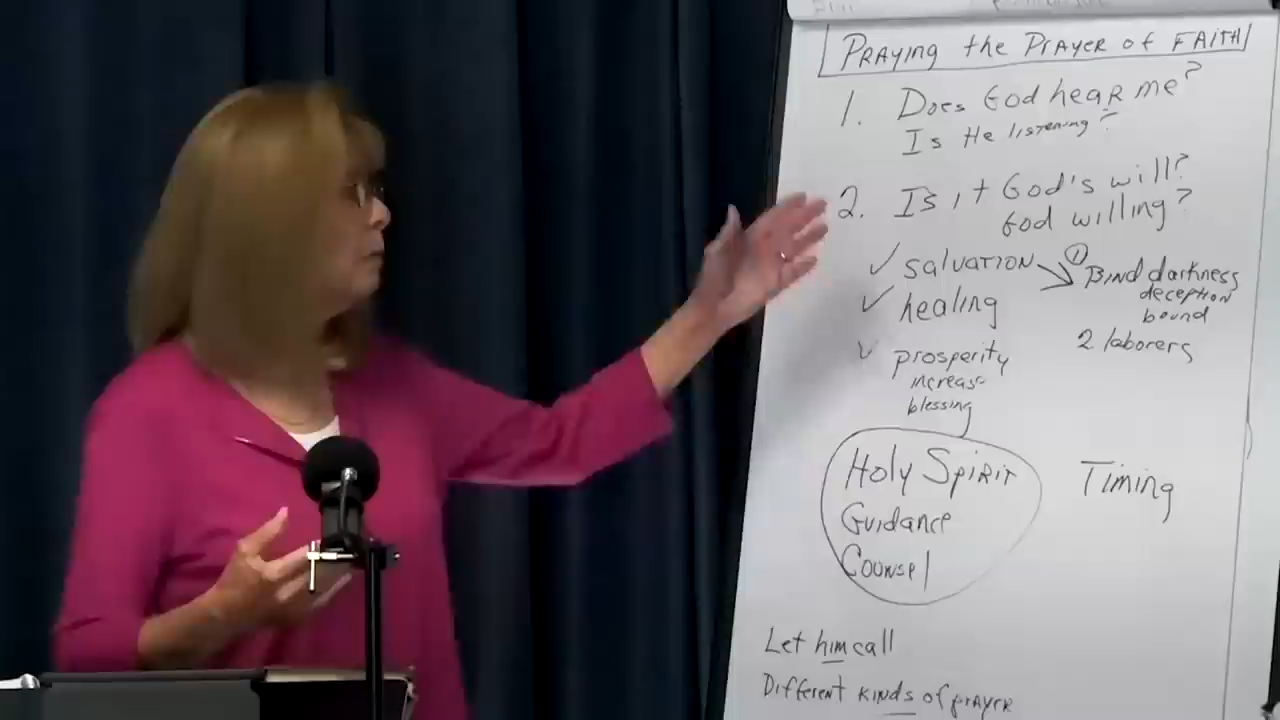 PRAYING the PRAYER of FAITH
1. Does God hear me?
Is He listening?
2. Is it God's will?
God willing?
✓ salvation → ① Bind darkness
deception
bound
✓ healing
2 laborers
✓ prosperity
increase
blessing
Holy Spirit
Guidance
Counsel
Timing
Let him call
Different kinds of prayer